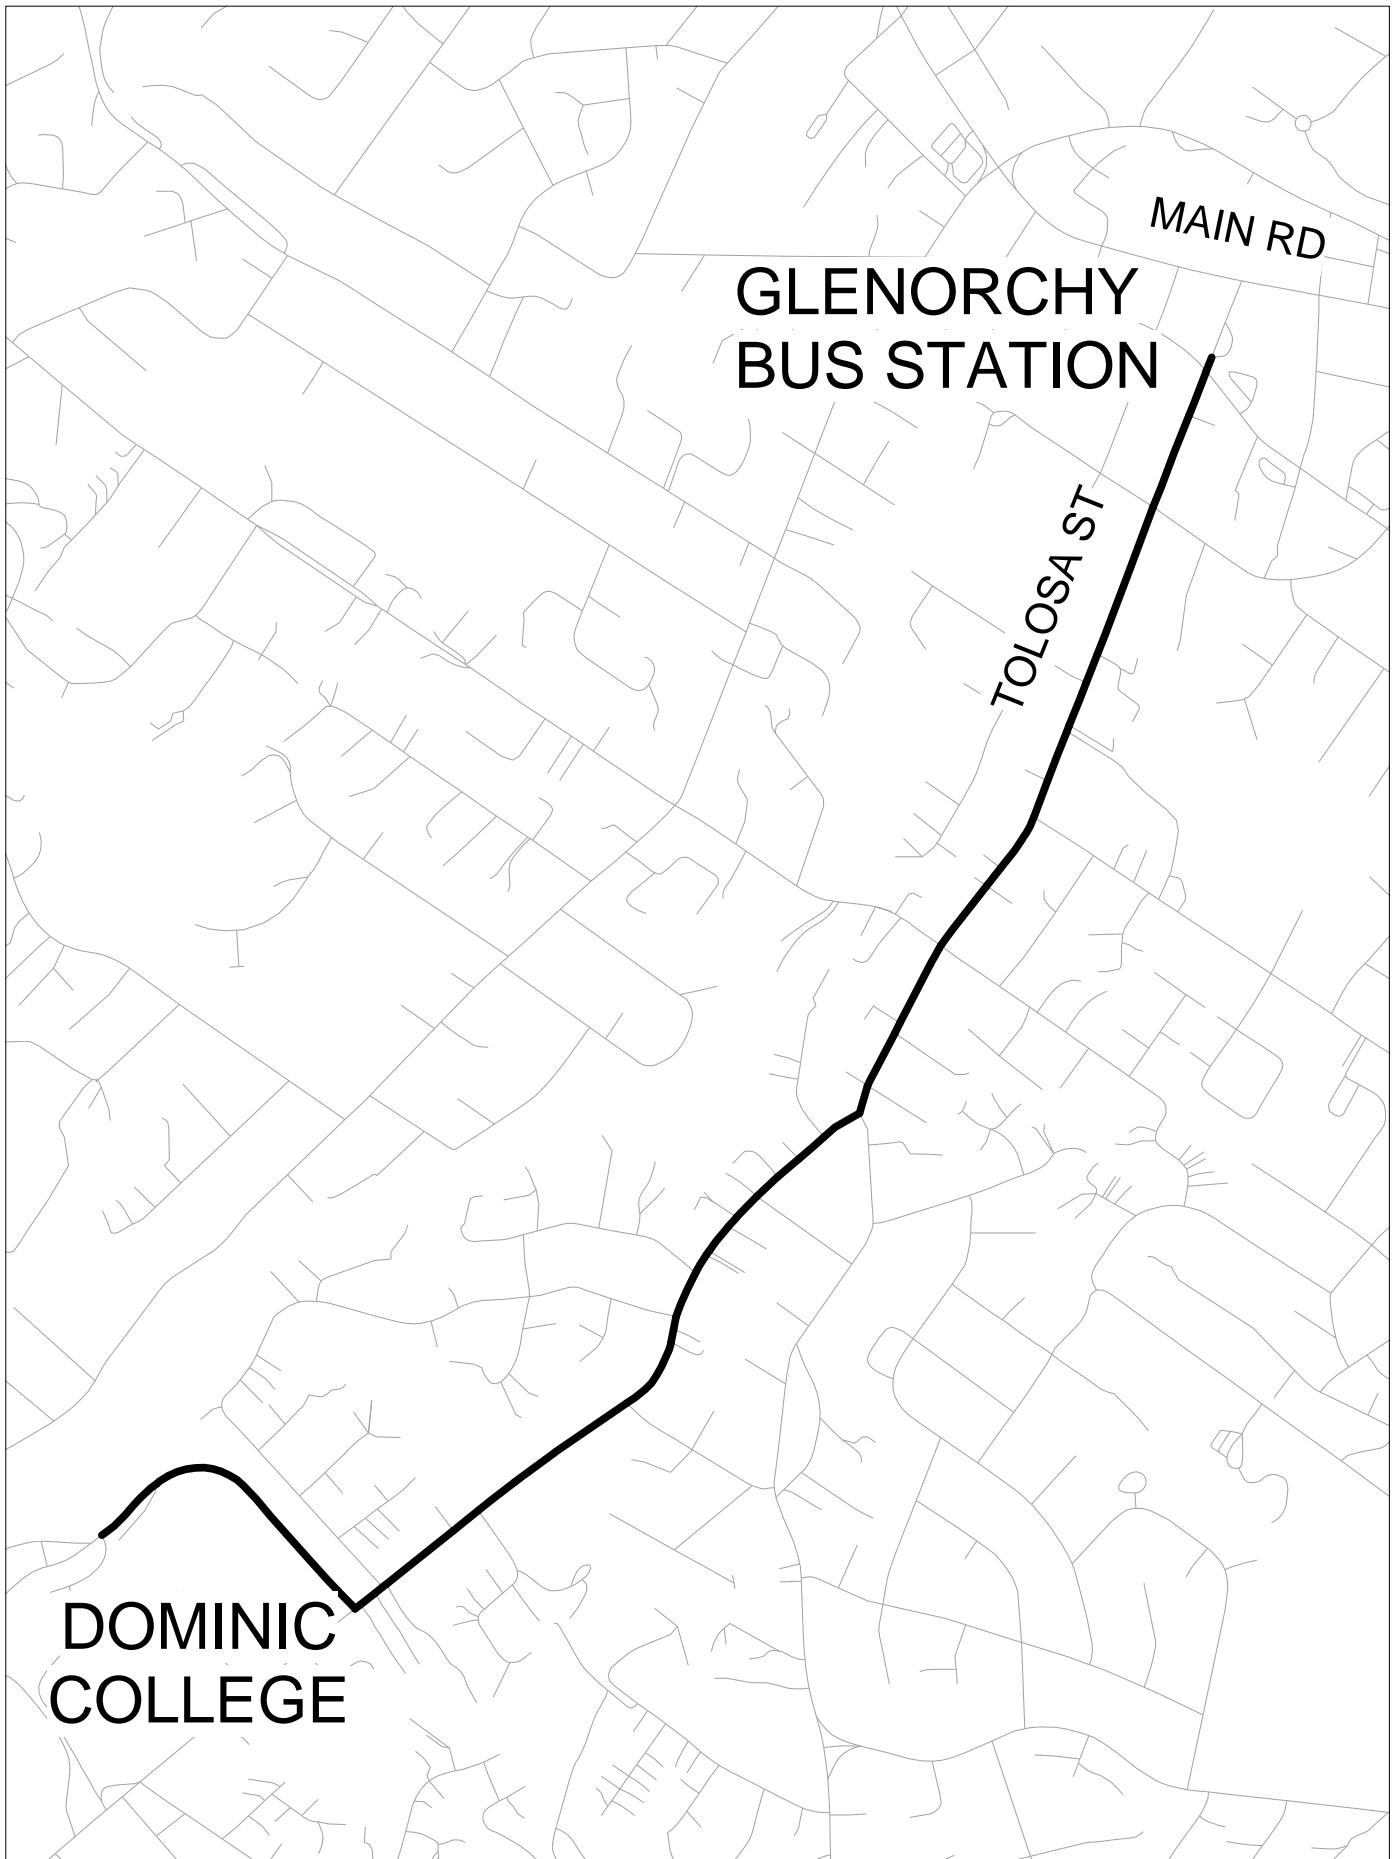 MAIN RD
GLENORCHY
BUS STATION
TOLOSA ST
DOMINIC
COLLEGE